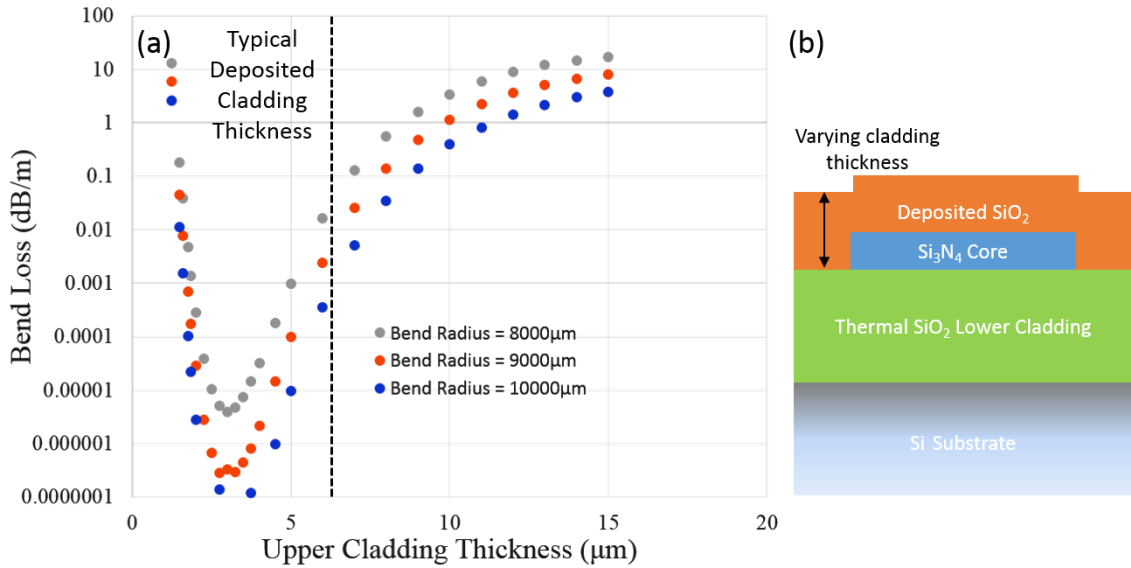 (a)
Typical
Deposited
Cladding
Thickness
Bend Loss (dB/m)
100
10
1
0.1
0.01
0.001
0.0001
0.00001
0.000001
0.0000001
Bend Radius = 8000μm
Bend Radius = 9000μm
Bend Radius = 10000μm
0 5 10 15 20
Upper Cladding Thickness (μm)
(b)
Varying cladding
thickness
Deposited SiO₂
Si₃N₄ Core
Thermal SiO₂ Lower Cladding
Si Substrate